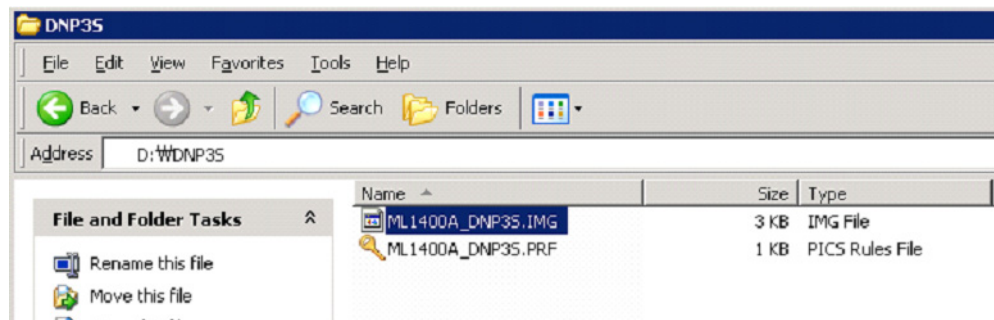 DNP3S
File Edit View Favorites Tools Help
Back Search Folders
Address D:₩DNP3S
Name Size Type
File and Folder Tasks
ML1400A_DNP3S.IMG 3 KB IMG File
ML1400A_DNP3S.PRF 1 KB PICS Rules File
Rename this file
Move this file